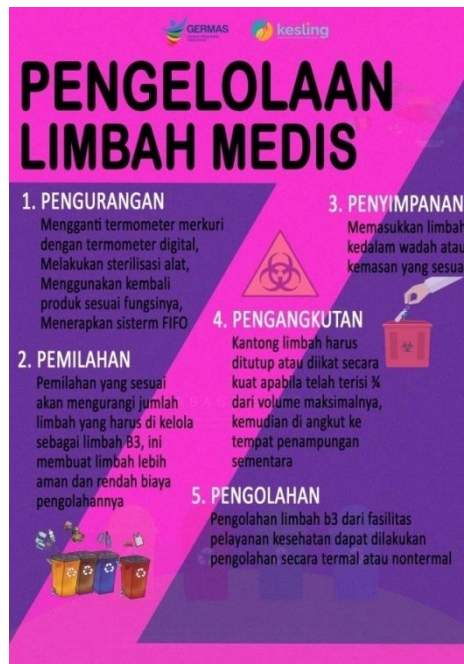 GERMAS
kesling
PENGELOLAAN
LIMBAH MEDIS
1. PENGURANGAN
Mengganti termometer merkuri
dengan termometer digital,
Melakukan sterilisasi alat,
Menggunakan kembali
produk sesuai fungsinya,
Menerapkan sisterm FIFO
2. PEMILAHAN
Pemilahan yang sesuai
akan mengurangi jumlah
limbah yang harus di kelola
sebagai limbah B3, ini
membuat limbah lebih
aman dan rendah biaya
pengolahannya
3. PENYIMPANAN
Memasukkan limbah
kedalam wadah atau
kemasan yang sesua
4. PENGANGKUTAN
Kantong limbah harus
ditutup atau diikat secara
kuat apabila telah terisi ¾
dari volume maksimalnya,
kemudian di angkut ke
tempat penampungan
sementara
5. PENGOLAHAN
Pengolahan limbah b3 dari fasilitas
pelayanan kesehatan dapat dilakukan
pengolahan secara termal atau nontermal